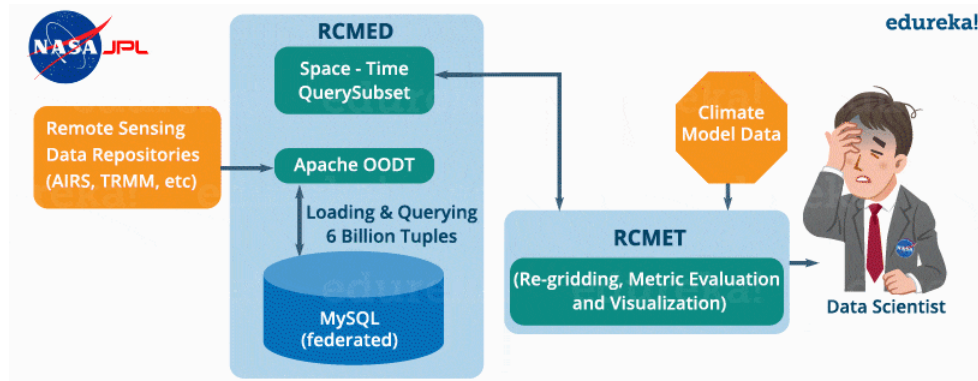 NASA JPL
RCMED
edureka!
Space - Time
QuerySubset
Remote Sensing
Data Repositories
(AIRS, TRMM, etc)
Apache OODT
Loading & Querying
6 Billion Tuples
MySQL
(federated)
Climate
Model Data
RCMET
(Re-gridding, Metric Evaluation
and Visualization)
NASA
Data Scientist